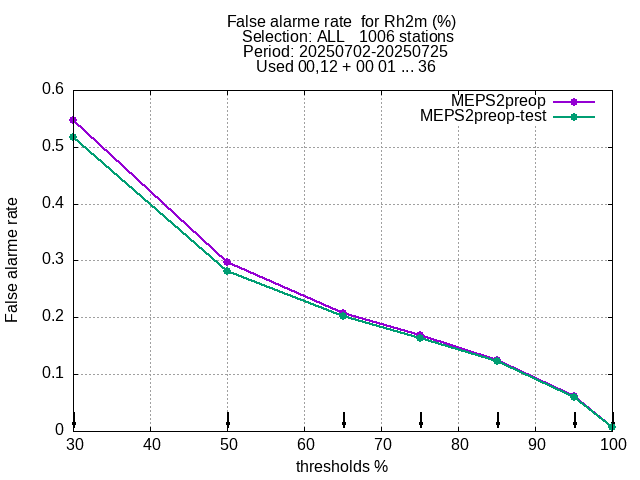 False alarme rate  for Rh2m (%)
Selection: ALL   1006 stations
Period: 20250702-20250725
Used 00,12 + 00 01 ... 36
MEPS2preop
MEPS2preop-test
False alarme rate
0.6
0.5
0.4
0.3
0.2
0.1
0
30 40 50 60 70 80 90 100
thresholds %